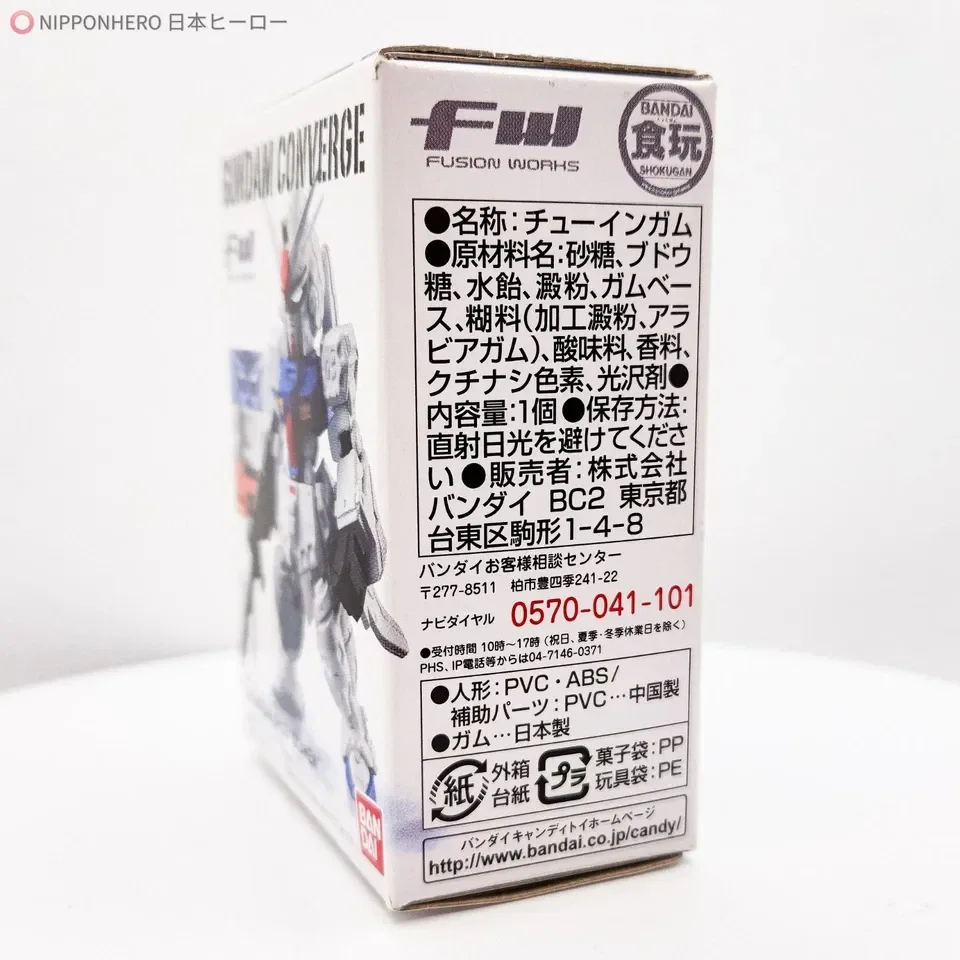 NIPPONHERO 日本ヒーロー
GUNDAM CONVERGE
FW
FUSION WORKS
BANDAI
食玩
SHOKUGAN
●名称:チューインガム
●原材料名:砂糖、ブドウ
糖、水飴、澱粉、ガムベー
ス、糊料(加工澱粉、アラ
ビアガム)、酸味料、香料、
クチナシ色素、光沢剤●
内容量:1個●保存方法:
直射日光を避けてくださ
い●販売者:株式会社
バンダイ BC2 東京都
台東区駒形1-4-8
バンダイお客様相談センター
〒277-8511 柏市豊四季241-22
ナビダイヤル 0570-041-101
●受付時間 10時~17時(祝日、夏季・冬季休業日を除く)
PHS、IP電話等からは04-7146-0371
●人形:PVC・ABS/
補助パーツ:PVC…中国製
●ガム…日本製
紙
外箱
台紙
プラ
菓子袋:PP
玩具袋:PE
バンダイキャンディトイホームページ
http://www.bandai.co.jp/candy/
BAN
DAI